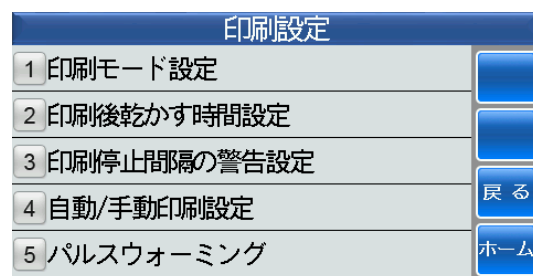 印刷設定
1 印刷モード設定
2 印刷後乾かす時間設定
3 印刷停止間隔の警告設定
4 自動/手動印刷設定
5 パルスウォーミング
戻る
ホーム